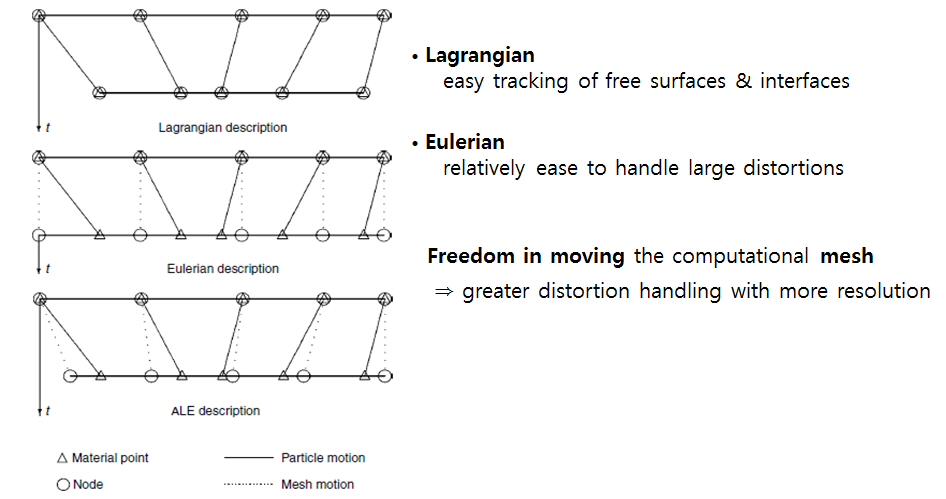 t
Lagrangian description
t
Eulerian description
t
ALE description
Material point
Particle motion
Node
Mesh motion
• Lagrangian
easy tracking of free surfaces & interfaces
• Eulerian
relatively ease to handle large distortions
Freedom in moving the computational mesh
⇒ greater distortion handling with more resolution